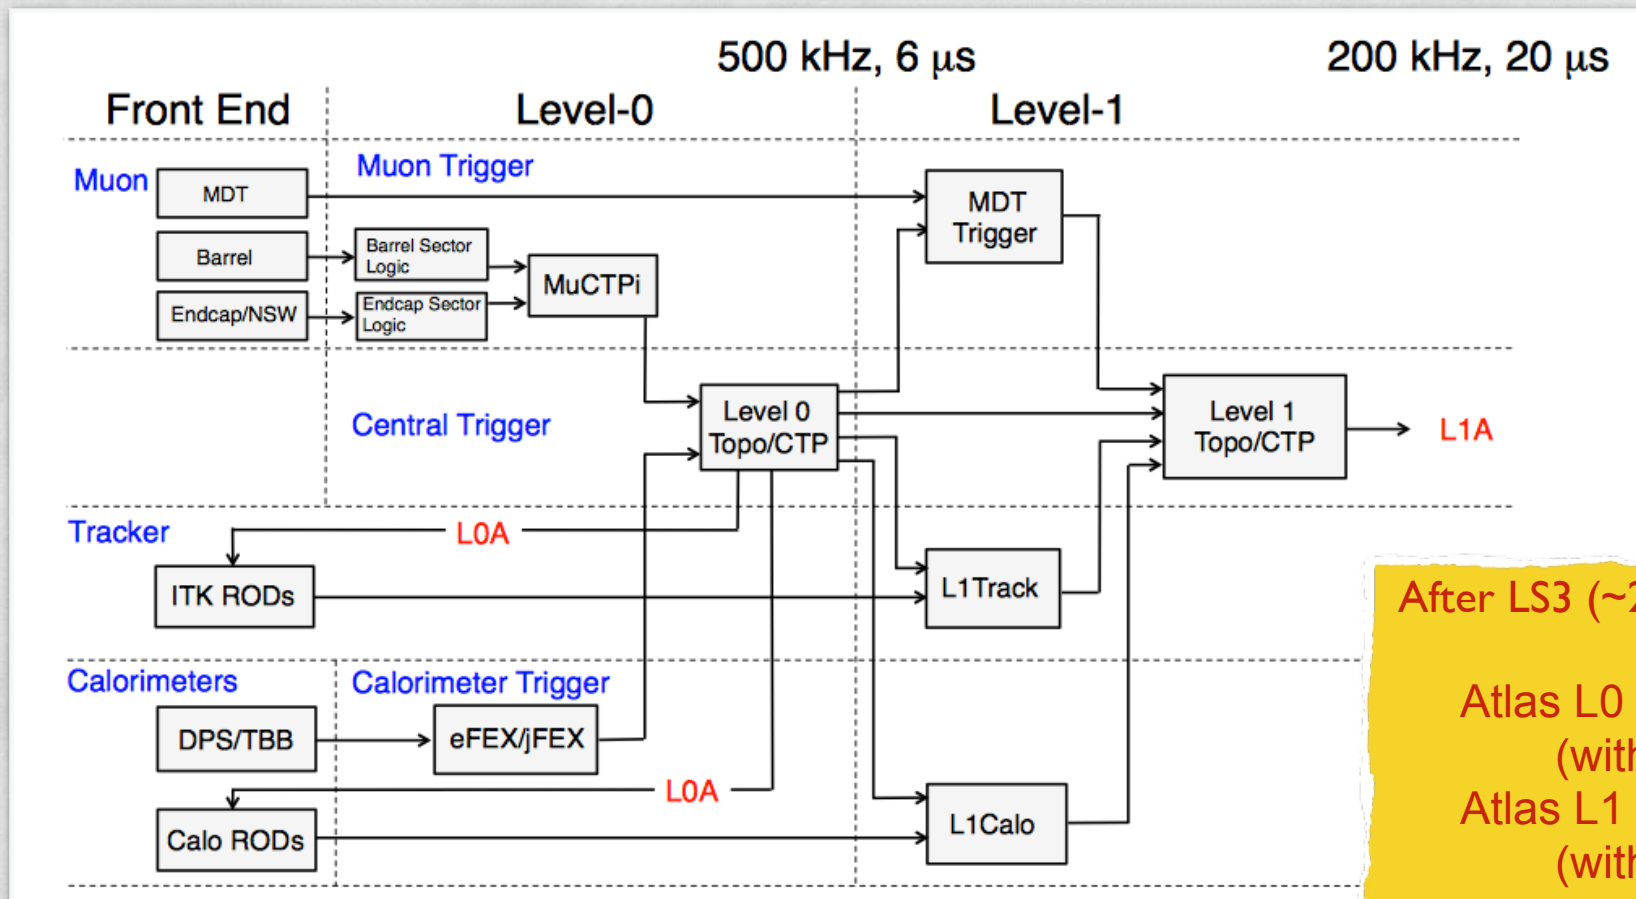 500 kHz, 6 μs
200 kHz, 20 μs
Front End
Level-0
Level-1
Muon
Muon Trigger
MDT
MDT
Trigger
Barrel
Barrel Sector
Logic
MuCTPi
Endcap/NSW
Endcap Sector
Logic
Central Trigger
Level 0
Topo/CTP
Level 1
Topo/CTP
L1A
Tracker
L0A
ITK RODs
L1Track
Calorimeters
Calorimeter Trigger
DPS/TBB
eFEX/jFEX
L0A
Calo RODs
L1Calo
After LS3 (~2
Atlas L0
(with
Atlas L1
(with